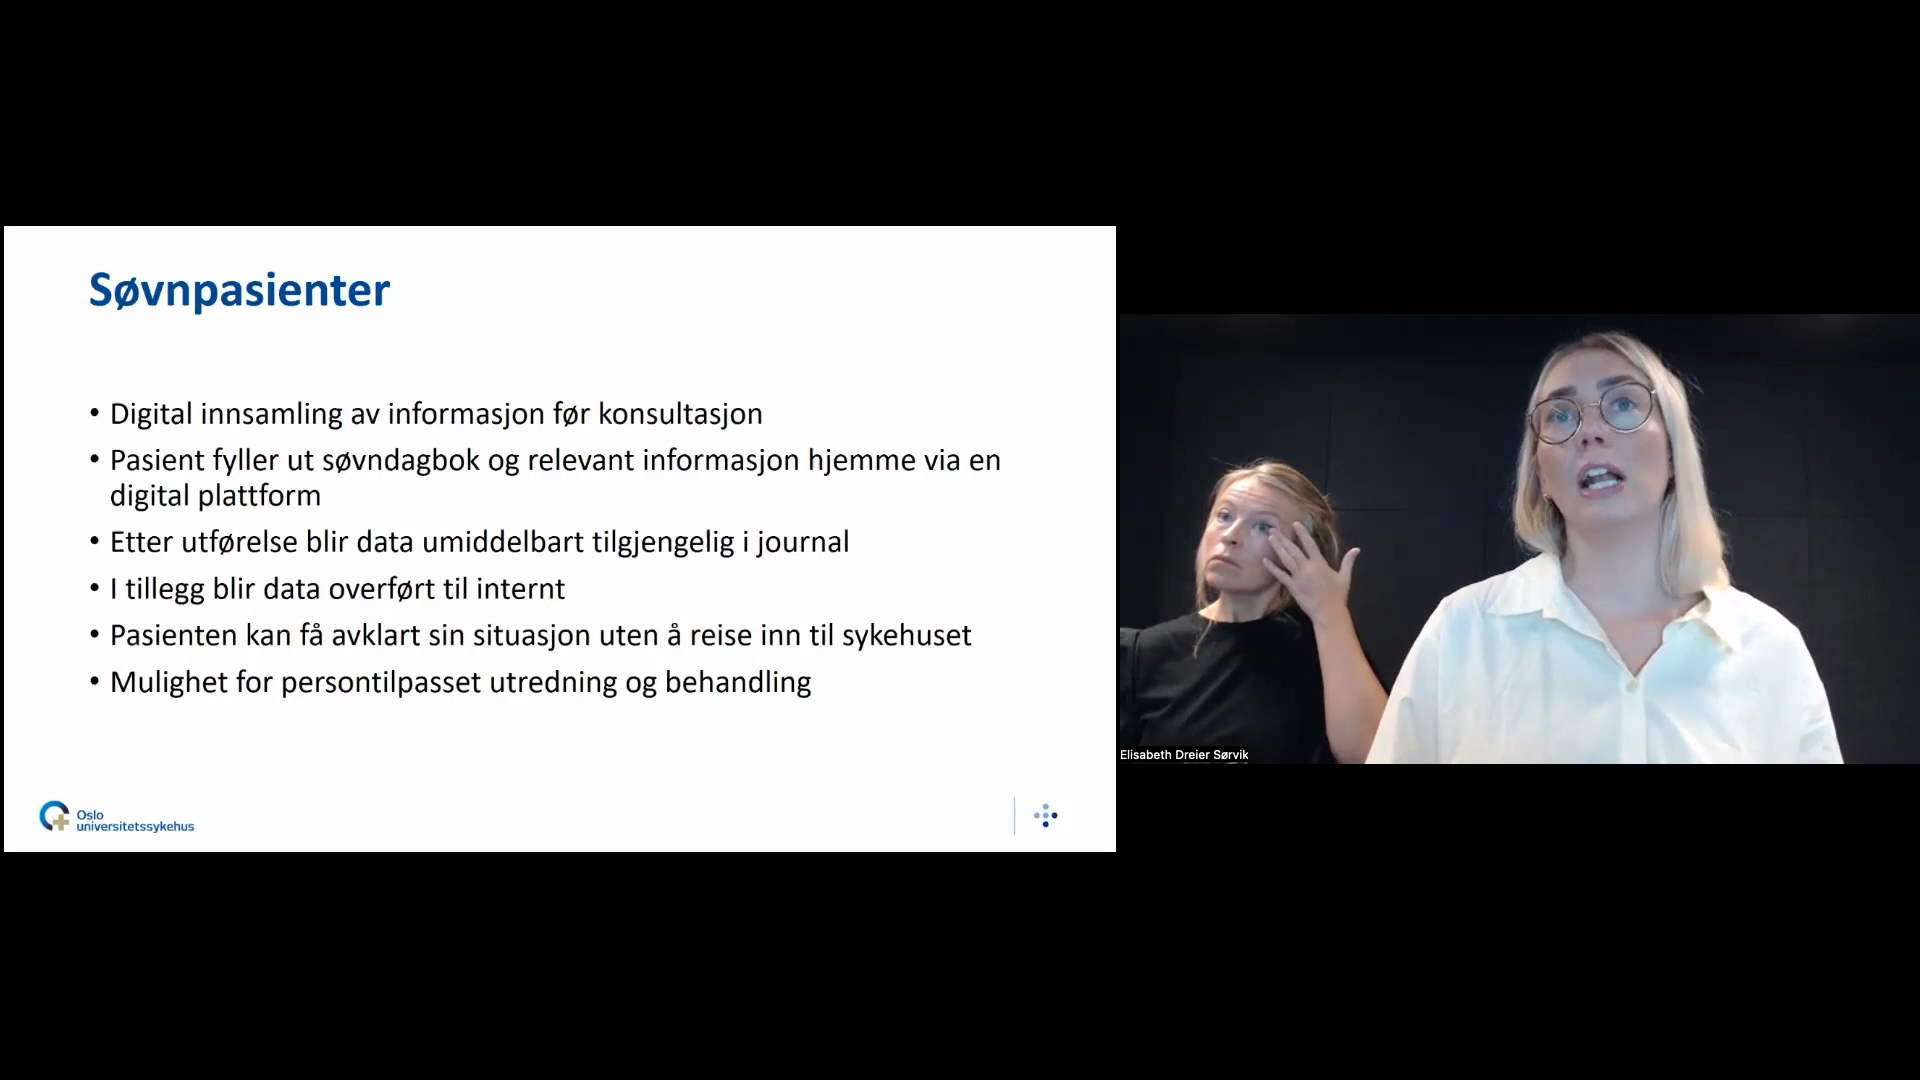 Søvnpasienter
• Digital innsamling av informasjon før konsultasjon
• Pasient fyller ut søvndagbok og relevant informasjon hjemme via en
digital plattform
• Etter utførelse blir data umiddelbart tilgjengelig i journal
• I tillegg blir data overført til internt
• Pasienten kan få avklart sin situasjon uten å reise inn til sykehuset
• Mulighet for persontilpasset utredning og behandling
Oslo
universitetssykehus
Elisabeth Dreier Sørvik